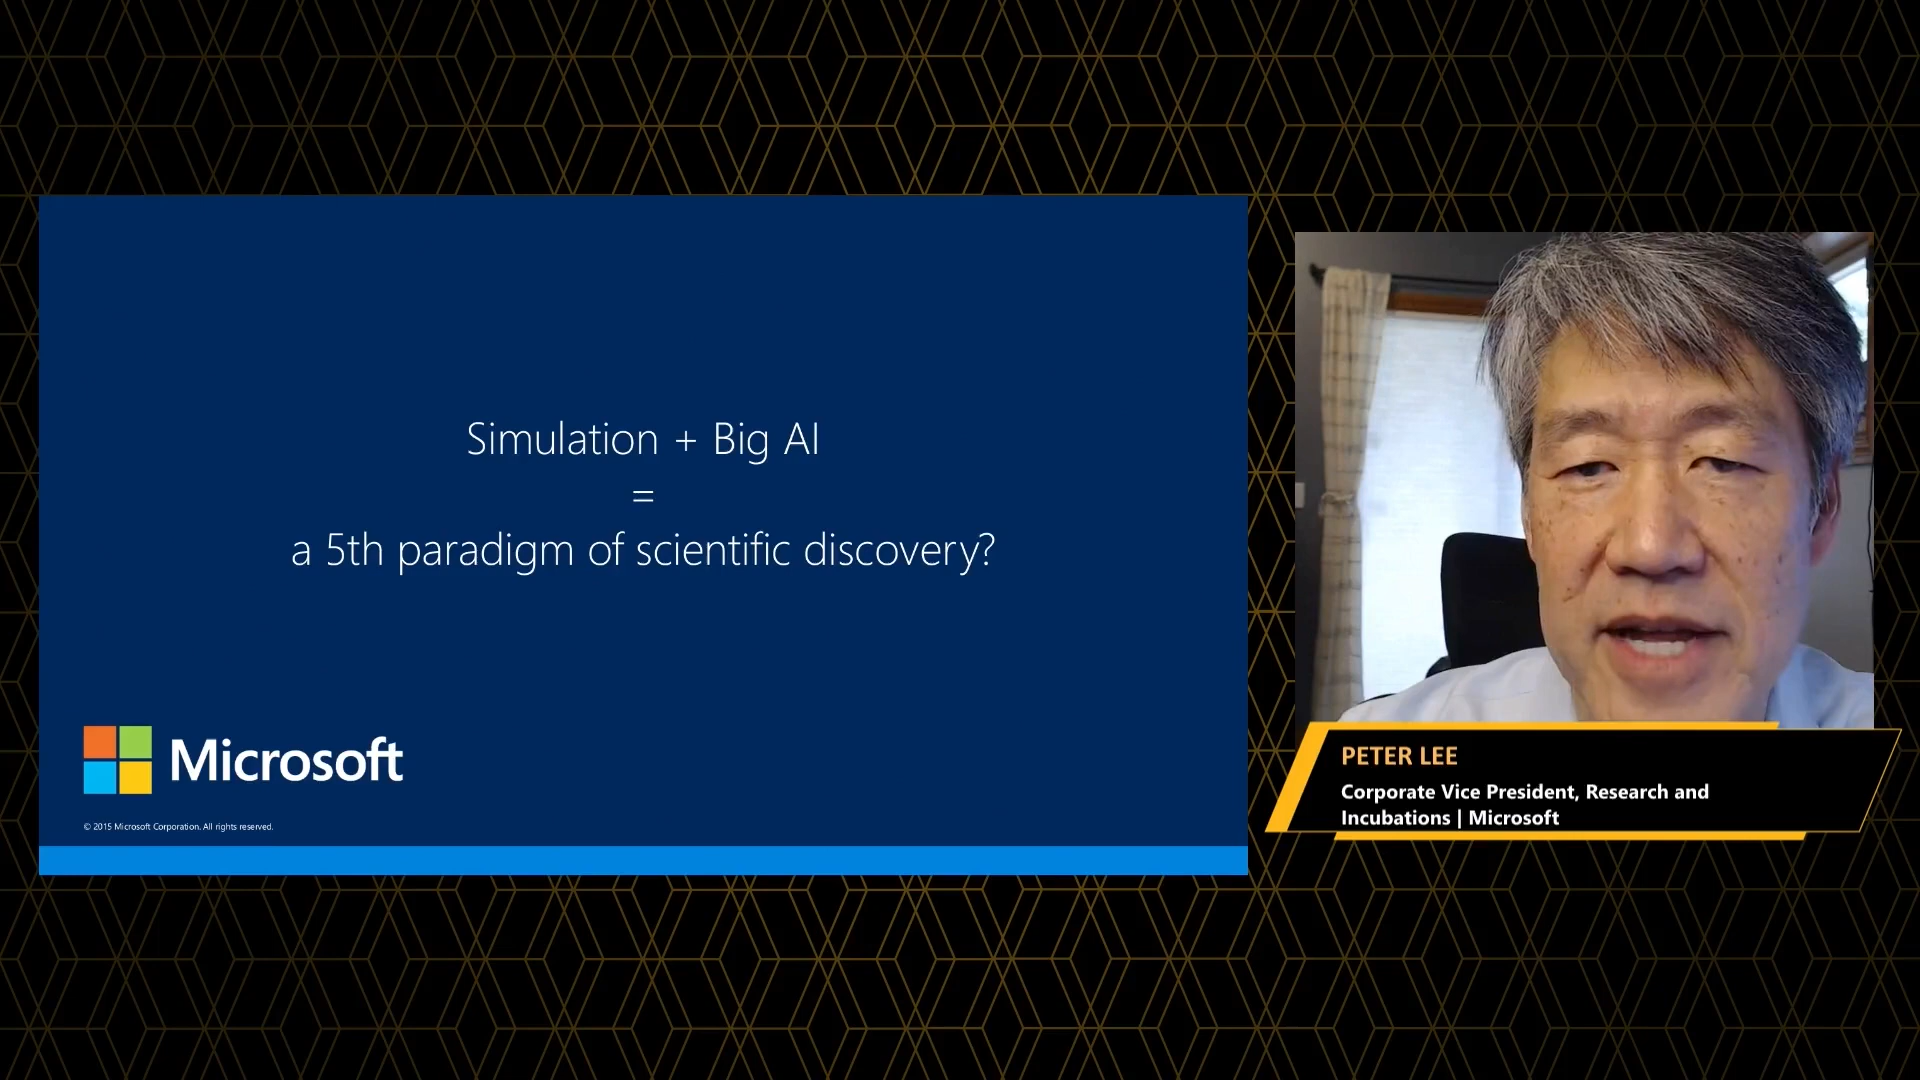 Simulation + Big AI
=
a 5th paradigm of scientific discovery?
Microsoft
© 2015 Microsoft Corporation. All rights reserved.
PETER LEE
Corporate Vice President, Research and
Incubations | Microsoft